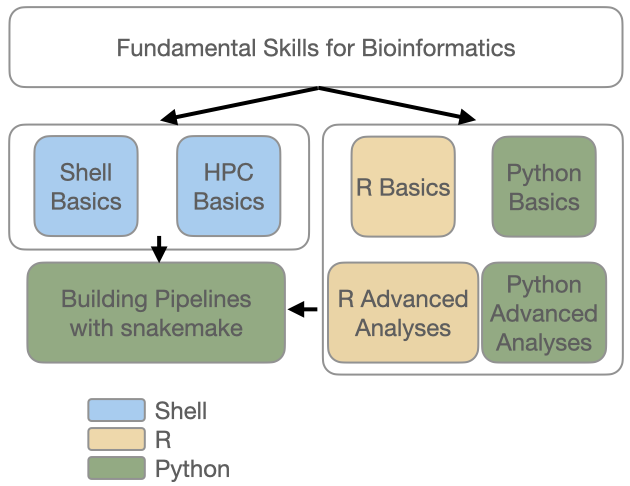 Fundamental Skills for Bioinformatics
Shell
Basics
HPC
Basics
R Basics
Python
Basics
Building Pipelines
with snakemake
R Advanced
Analyses
Python
Advanced
Analyses
Shell
R
Python